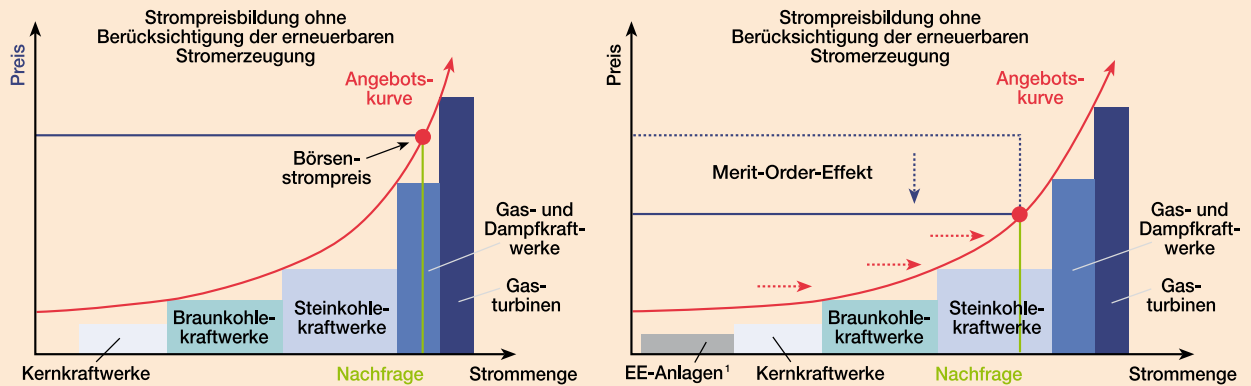 Strompreisbildung ohne
Berücksichtigung der erneuerbaren
Stromerzeugung
Preis
Angebots-
kurve
Börsen-
strompreis
Gas- und
Dampfkraft-
werke
Gas-
turbinen
Steinkohle-
kraftwerke
Braunkohle-
kraftwerke
Kernkraftwerke
Nachfrage
Strommenge
Strompreisbildung ohne
Berücksichtigung der erneuerbaren
Stromerzeugung
Preis
Angebots-
kurve
Merit-Order-Effekt
Gas- und
Dampfkraft-
werke
Gas-
turbinen
Steinkohle-
kraftwerke
Braunkohle-
kraftwerke
EE-Anlagen¹
Kernkraftwerke
Nachfrage
Strommenge